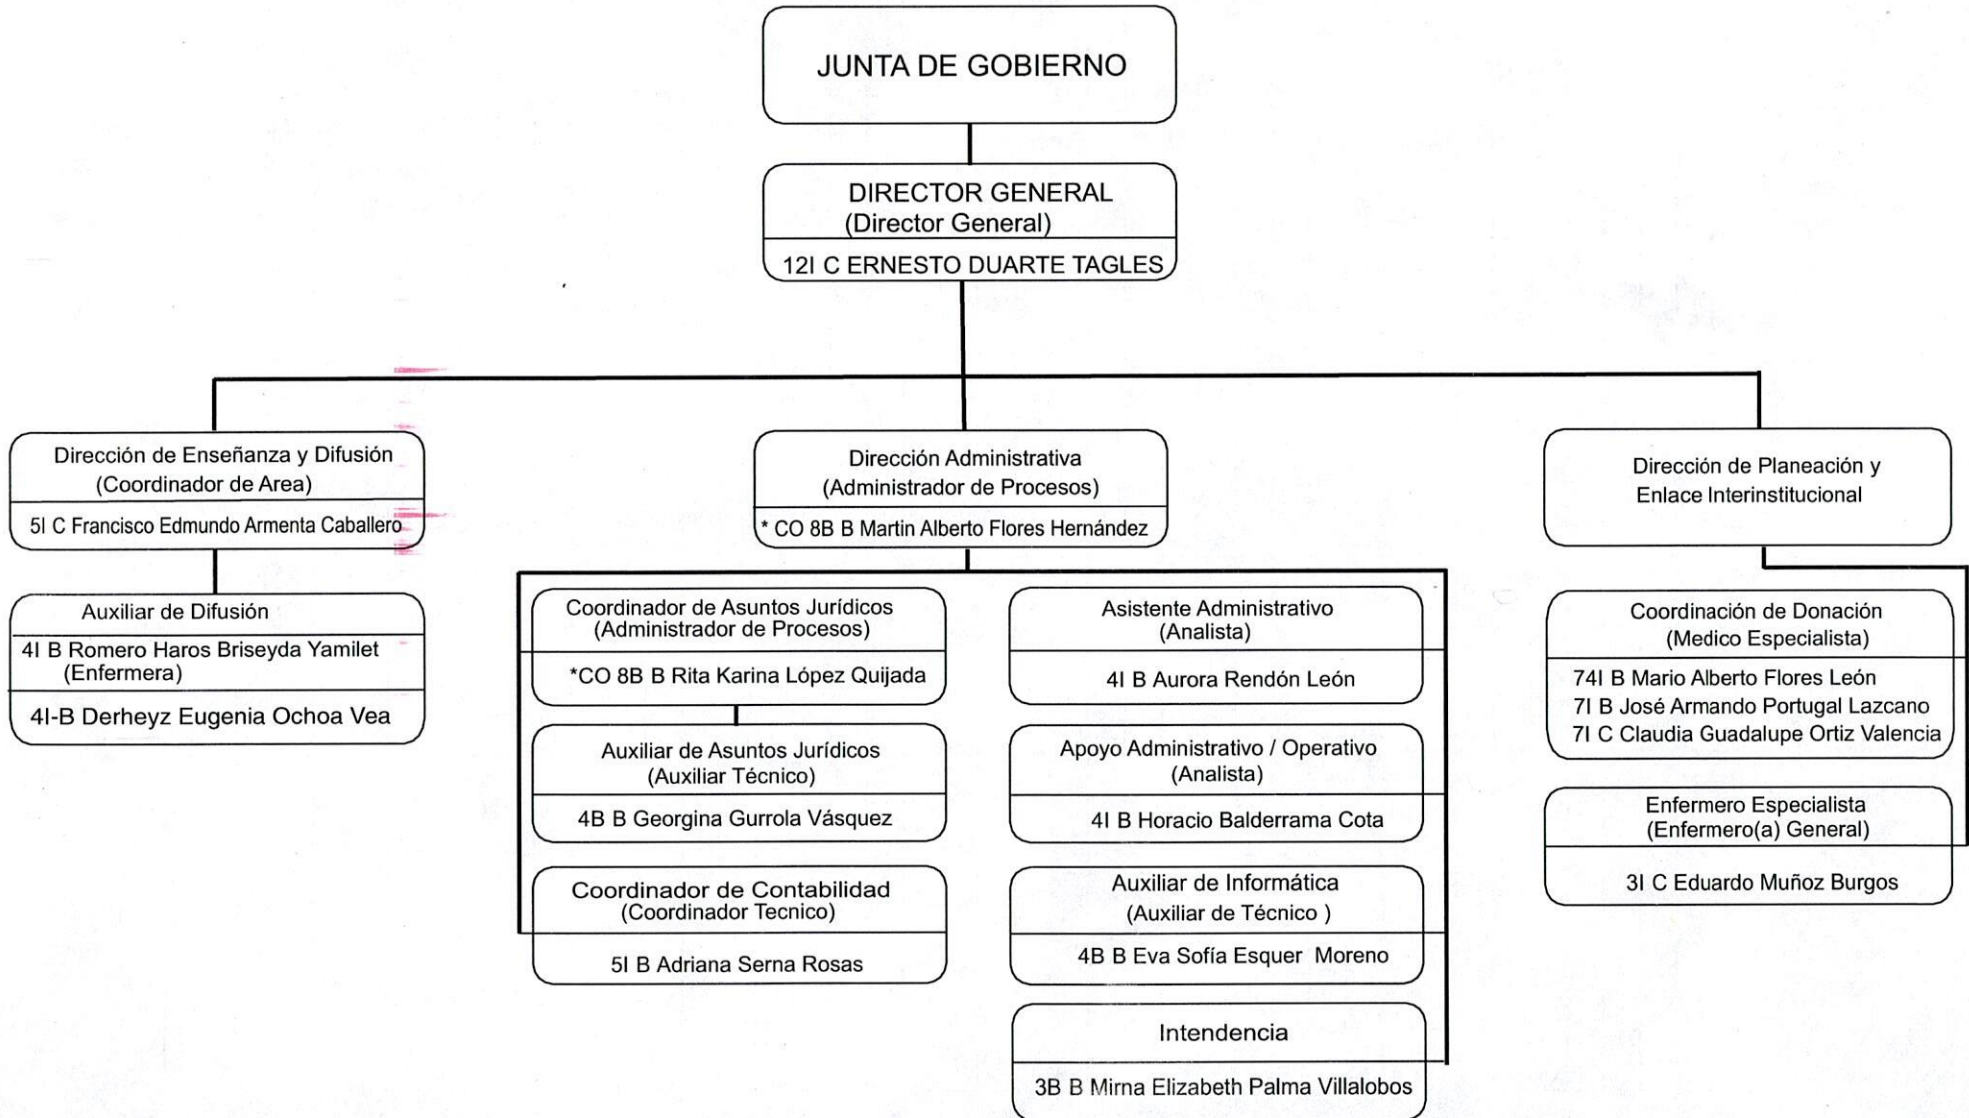 JUNTA DE GOBIERNO
DIRECTOR GENERAL
(Director General)
12I C ERNESTO DUARTE TAGLES
Dirección de Enseñanza y Difusión
(Coordinador de Area)
5I C Francisco Edmundo Armenta Caballero
Auxiliar de Difusión
4I B Romero Haros Briseyda Yamilet
(Enfermera)
4I-B Derheyz Eugenia Ochoa Vea
Dirección Administrativa
(Administrador de Procesos)
* CO 8B B Martin Alberto Flores Hernández
Coordinador de Asuntos Jurídicos
(Administrador de Procesos)
*CO 8B B Rita Karina López Quijada
Auxiliar de Asuntos Jurídicos
(Auxiliar Técnico)
4B B Georgina Gurrola Vásquez
Coordinador de Contabilidad
(Coordinador Tecnico)
5I B Adriana Serna Rosas
Asistente Administrativo
(Analista)
4I B Aurora Rendón León
Apoyo Administrativo / Operativo
(Analista)
4I B Horacio Balderrama Cota
Auxiliar de Informática
(Auxiliar de Técnico )
4B B Eva Sofía Esquer Moreno
Intendencia
3B B Mirna Elizabeth Palma Villalobos
Dirección de Planeación y
Enlace Interinstitucional
Coordinación de Donación
(Medico Especialista)
74I B Mario Alberto Flores León
7I B José Armando Portugal Lazcano
7I C Claudia Guadalupe Ortiz Valencia
Enfermero Especialista
(Enfermero(a) General)
3I C Eduardo Muñoz Burgos